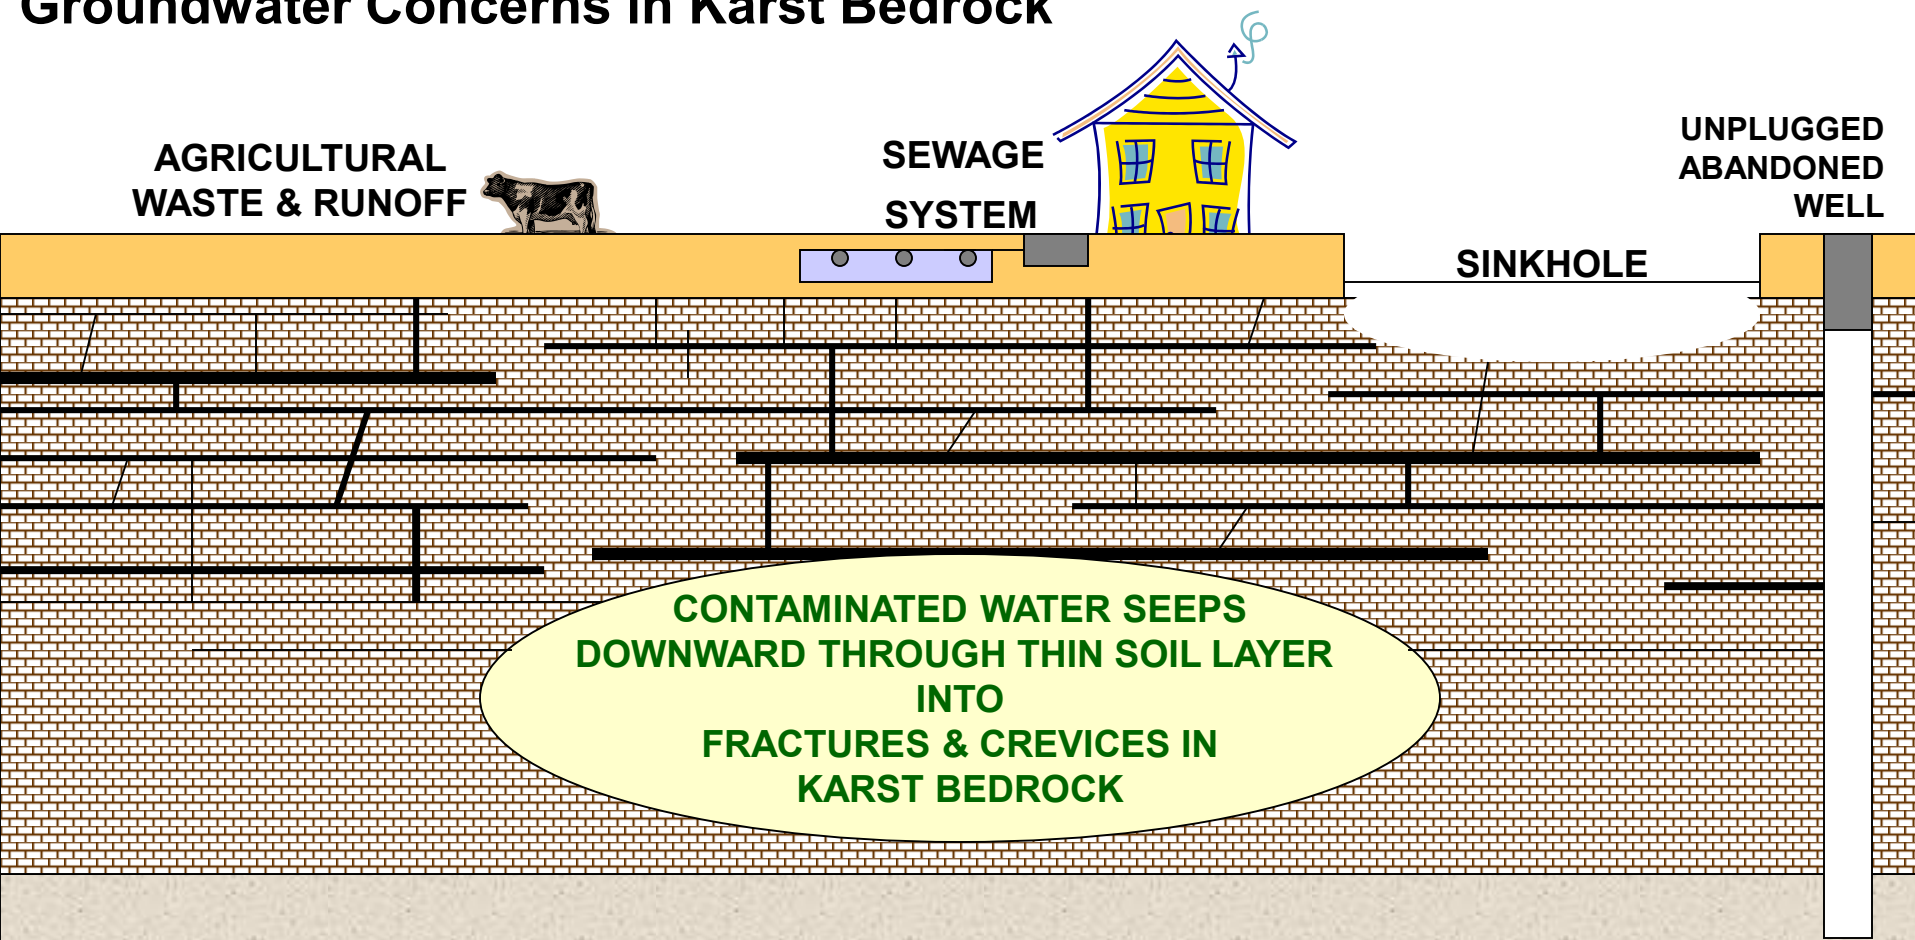 Groundwater Concerns in Karst Bedrock
AGRICULTURAL
WASTE & RUNOFF
SEWAGE
SYSTEM
UNPLUGGED
ABANDONED
WELL
SINKHOLE
CONTAMINATED WATER SEEPS
DOWNWARD THROUGH THIN SOIL LAYER
INTO
FRACTURES & CREVICES IN
KARST BEDROCK